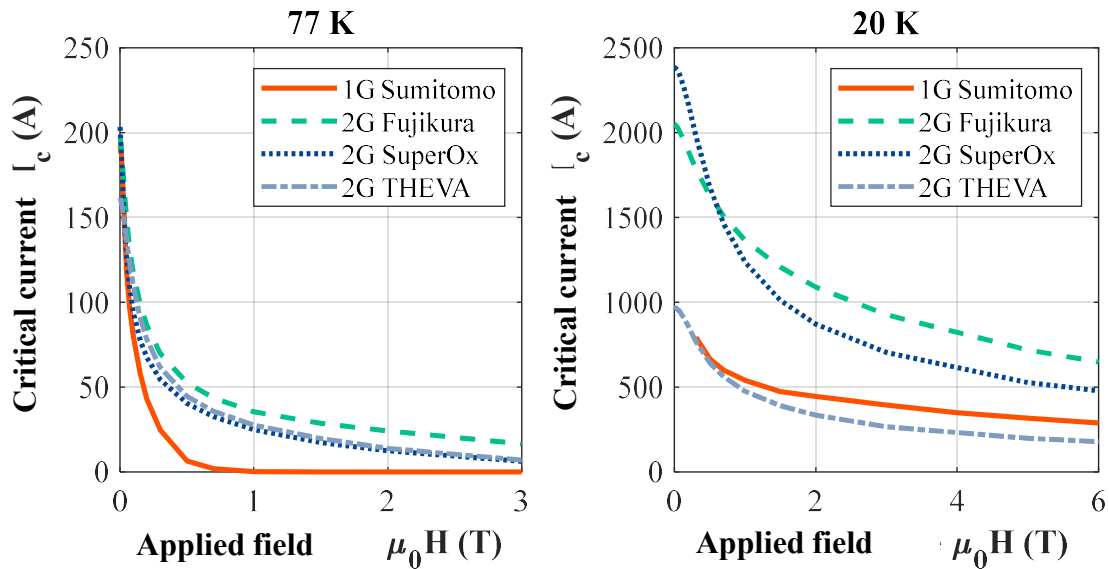 77 K
250
200
150
100
50
0
0
1
2
3
Critical current I_c (A)
1G Sumitomo
2G Fujikura
2G SuperOx
2G THEVA
Applied field μ₀H (T)
20 K
2500
2000
1500
1000
500
0
0
2
4
6
Critical current I_c (A)
1G Sumitomo
2G Fujikura
2G SuperOx
2G THEVA
Applied field μ₀H (T)